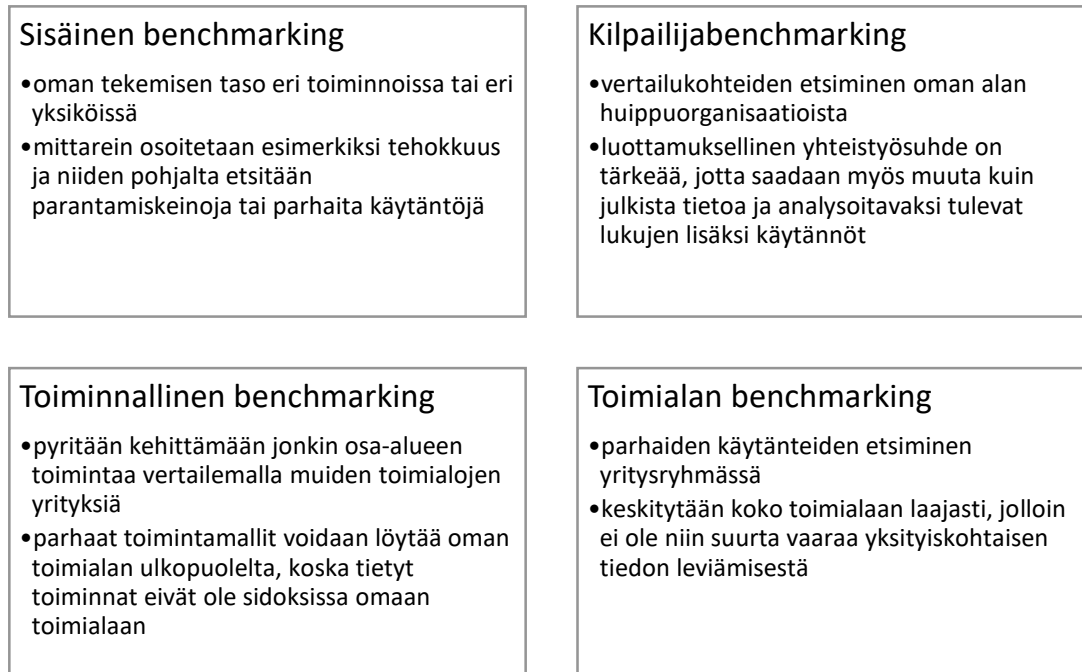 Sisäinen benchmarking
•oman tekemisen taso eri toiminnoissa tai eri
yksiköissä
•mittarein osoitetaan esimerkiksi tehokkuus
ja niiden pohjalta etsitään
parantamiskeinoja tai parhaita käytäntöjä
Kilpailijabenchmarking
•vertailukohteiden etsiminen oman alan
huippuorganisaatioista
•luottamuksellinen yhteistyösuhde on
tärkeää, jotta saadaan myös muuta kuin
julkista tietoa ja analysoitavaksi tulevat
lukujen lisäksi käytännöt
Toiminnallinen benchmarking
•pyritään kehittämään jonkin osa-alueen
toimintaa vertailemalla muiden toimialojen
yrityksiä
•parhaat toimintamallit voidaan löytää oman
toimialan ulkopuolelta, koska tietyt
toiminnat eivät ole sidoksissa omaan
toimialaan
Toimialan benchmarking
•parhaiden käytänteiden etsiminen
yritysryhmässä
•keskitytään koko toimialaan laajasti, jolloin
ei ole niin suurta vaaraa yksityiskohtaisen
tiedon leviämisestä